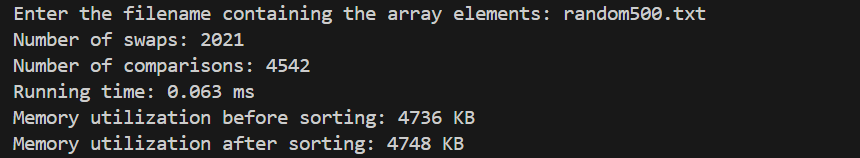 Enter the filename containing the array elements: random500.txt
Number of swaps: 2021
Number of comparisons: 4542
Running time: 0.063 ms
Memory utilization before sorting: 4736 KB
Memory utilization after sorting: 4748 KB